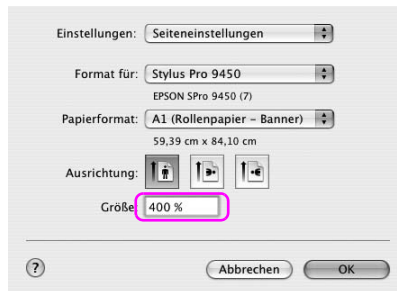 Einstellungen: Seiteneinstellungen
Format für: Stylus Pro 9450
EPSON SPro 9450 (7)
Papierformat: A1 (Rollenpapier – Banner)
59,39 cm x 84,10 cm
Ausrichtung:
Größe 400 %
? Abbrechen OK